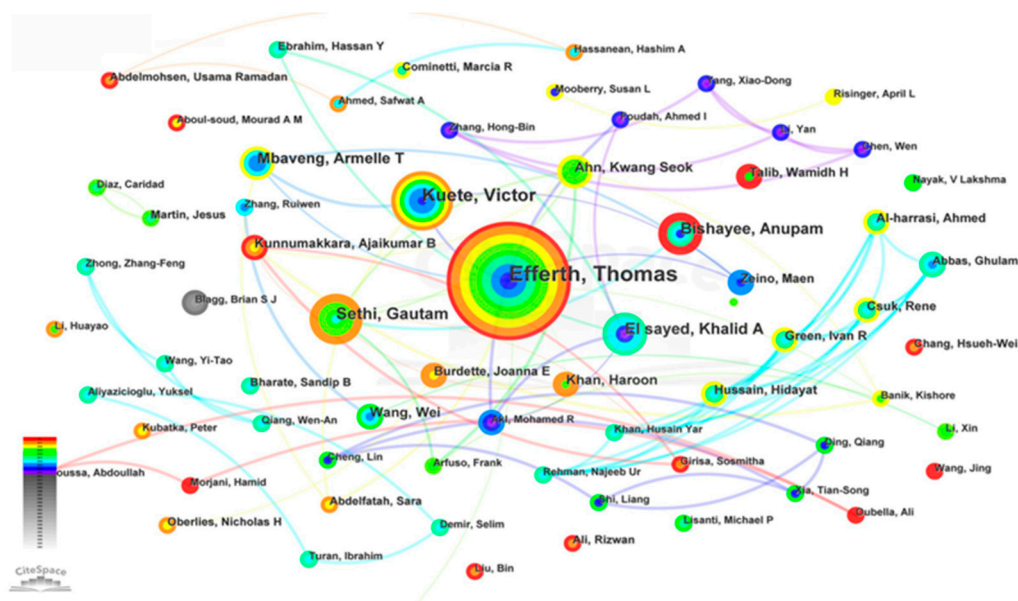 Ebrahim, Hassan Y
Hassanean, Hashim A
Cominetti, Marcia R
Abdelmohsen, Usama Ramadan
Yang, Xiao-Dong
Mooberry, Susan L
Risinger, April L
Ahmed, Safwat A
Aboul-soud, Mourad A M
Foudah, Ahmed I
Zhang, Hong-Bin
Li, Yan
Chen, Wen
Mbaveng, Armelle T
Ahn, Kwang Seok
Talib, Wamidh H
Nayak, V Lakshma
Diaz, Caridad
Kuete, Victor
Zhang, Ruiwen
Martin, Jesus
Al-harrasi, Ahmed
Bishayee, Anupam
Kunnumakkara, Ajaikumar B
Abbas, Ghulam
Zhong, Zhang-Feng
Efferth, Thomas
Zeino, Maen
Blagg, Brian S J
Csuk, Rene
Sethi, Gautam
Li, Huayao
El sayed, Khalid A
Green, Ivan R
Chang, Hsueh-Wei
Wang, Yi-Tao
Burdette, Joanna E
Khan, Haroon
Bharate, Sandip B
Hussain, Hidayat
Aliyazicioglu, Yuksel
Banik, Kishore
Wang, Wei
Qiang, Wen-An
Akl, Mohamed R
Kubatka, Peter
Khan, Husain Yar
Li, Xin
Ding, Qiang
Cheng, Lin
Arfuso, Frank
Girisa, Sosmitha
oussa, Abdoullah
Rehman, Najeeb Ur
Wang, Jing
Morjani, Hamid
Xia, Tian-Song
Abdelfatah, Sara
Shi, Liang
Dubella, Ali
Oberlies, Nicholas H
Demir, Selim
Lisanti, Michael P
Ali, Rizwan
Turan, Ibrahim
Liu, Bin
CiteSpace